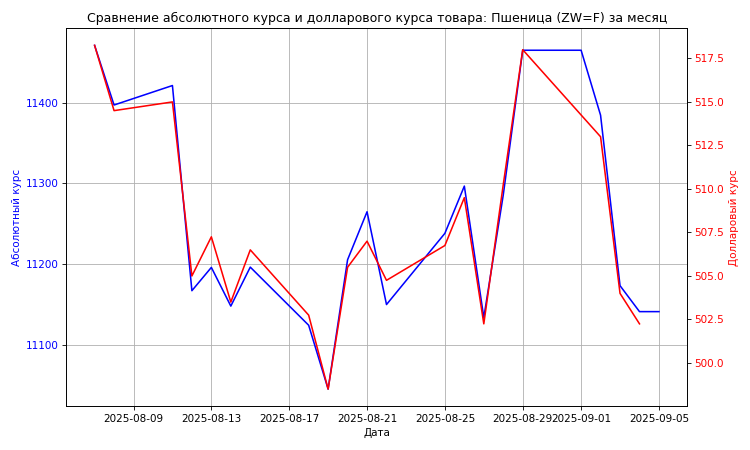 Сравнение абсолютного курса и долларового курса товара: Пшеница (ZW=F) за месяц
Абсолютный курс
11400
11300
11200
11100
517.5
515.0
512.5
510.0
507.5
505.0
502.5
500.0
Долларовый курс
2025-08-09 2025-08-13 2025-08-17 2025-08-21 2025-08-25 2025-08-29 2025-09-01 2025-09-05
Дата